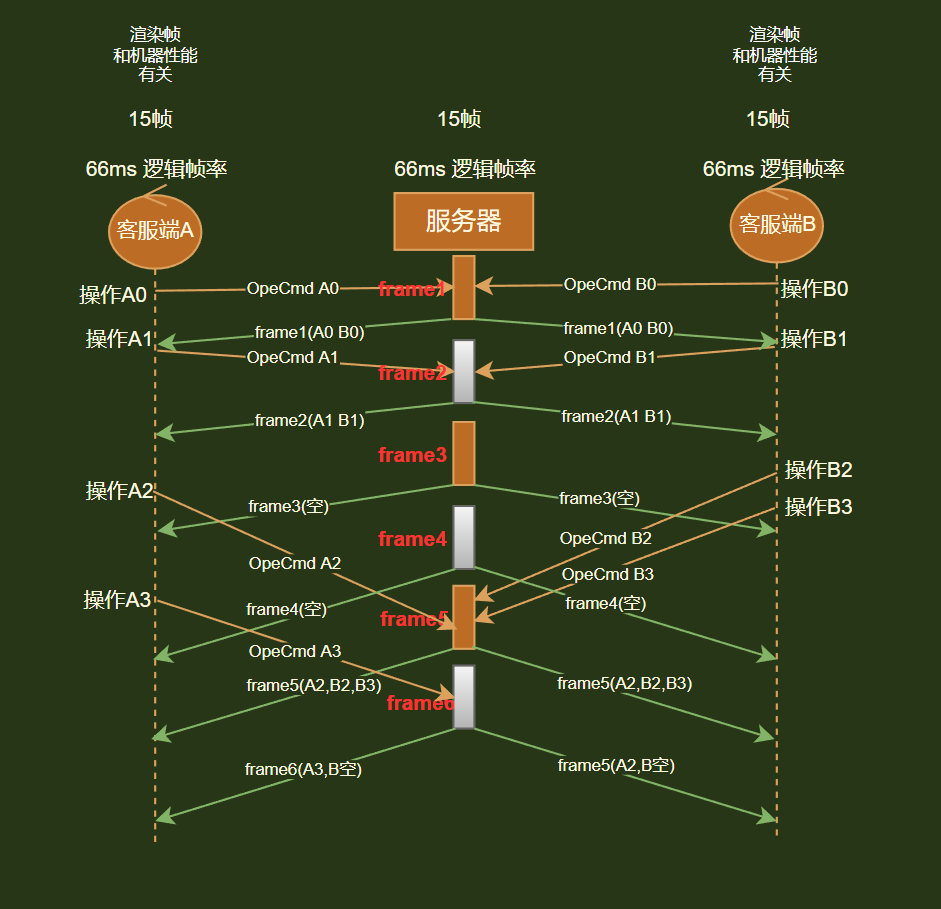 渲染帧
和机器性能
有关
渲染帧
和机器性能
有关
15帧
15帧
15帧
66ms 逻辑帧率
66ms 逻辑帧率
66ms 逻辑帧率
客服端A
服务器
客服端B
操作A0
OpeCmd A0
frame1
OpeCmd B0
操作B0
操作A1
frame1(A0 B0)
frame1(A0 B0)
操作B1
OpeCmd A1
frame2
OpeCmd B1
frame2(A1 B1)
frame2(A1 B1)
frame3
操作B2
操作A2
frame3(空)
frame3(空)
操作B3
frame4
OpeCmd B2
OpeCmd A2
OpeCmd B3
操作A3
frame4(空)
frame4(空)
frame5
OpeCmd A3
frame5(A2,B2,B3)
frame5(A2,B2,B3)
frame6
frame6(A3,B空)
frame5(A2,B空)